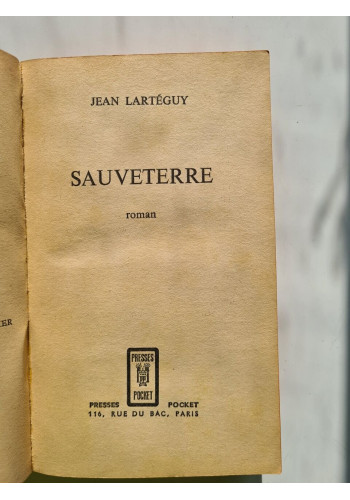 JEAN LARTÉGUY
SAUVETERRE
roman
PRESSES
POCKET
PRESSES POCKET
116, RUE DU BAC, PARIS